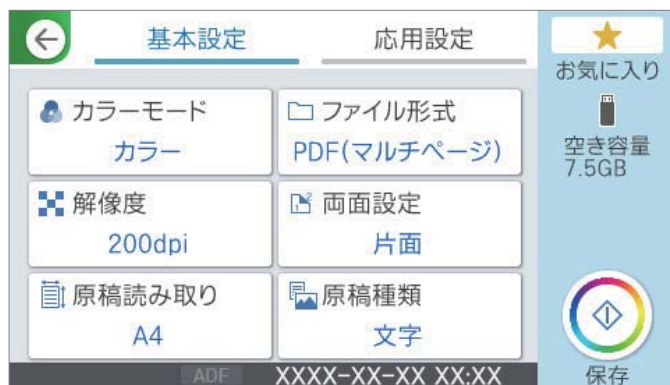 基本設定
応用設定
お気に入り
カラーモード
カラー
ファイル形式
PDF(マルチページ)
空き容量
7.5GB
解像度
200dpi
両面設定
片面
原稿読み取り
A4
原稿種類
文字
保存
ADF
XXXX-XX-XX XX:XX